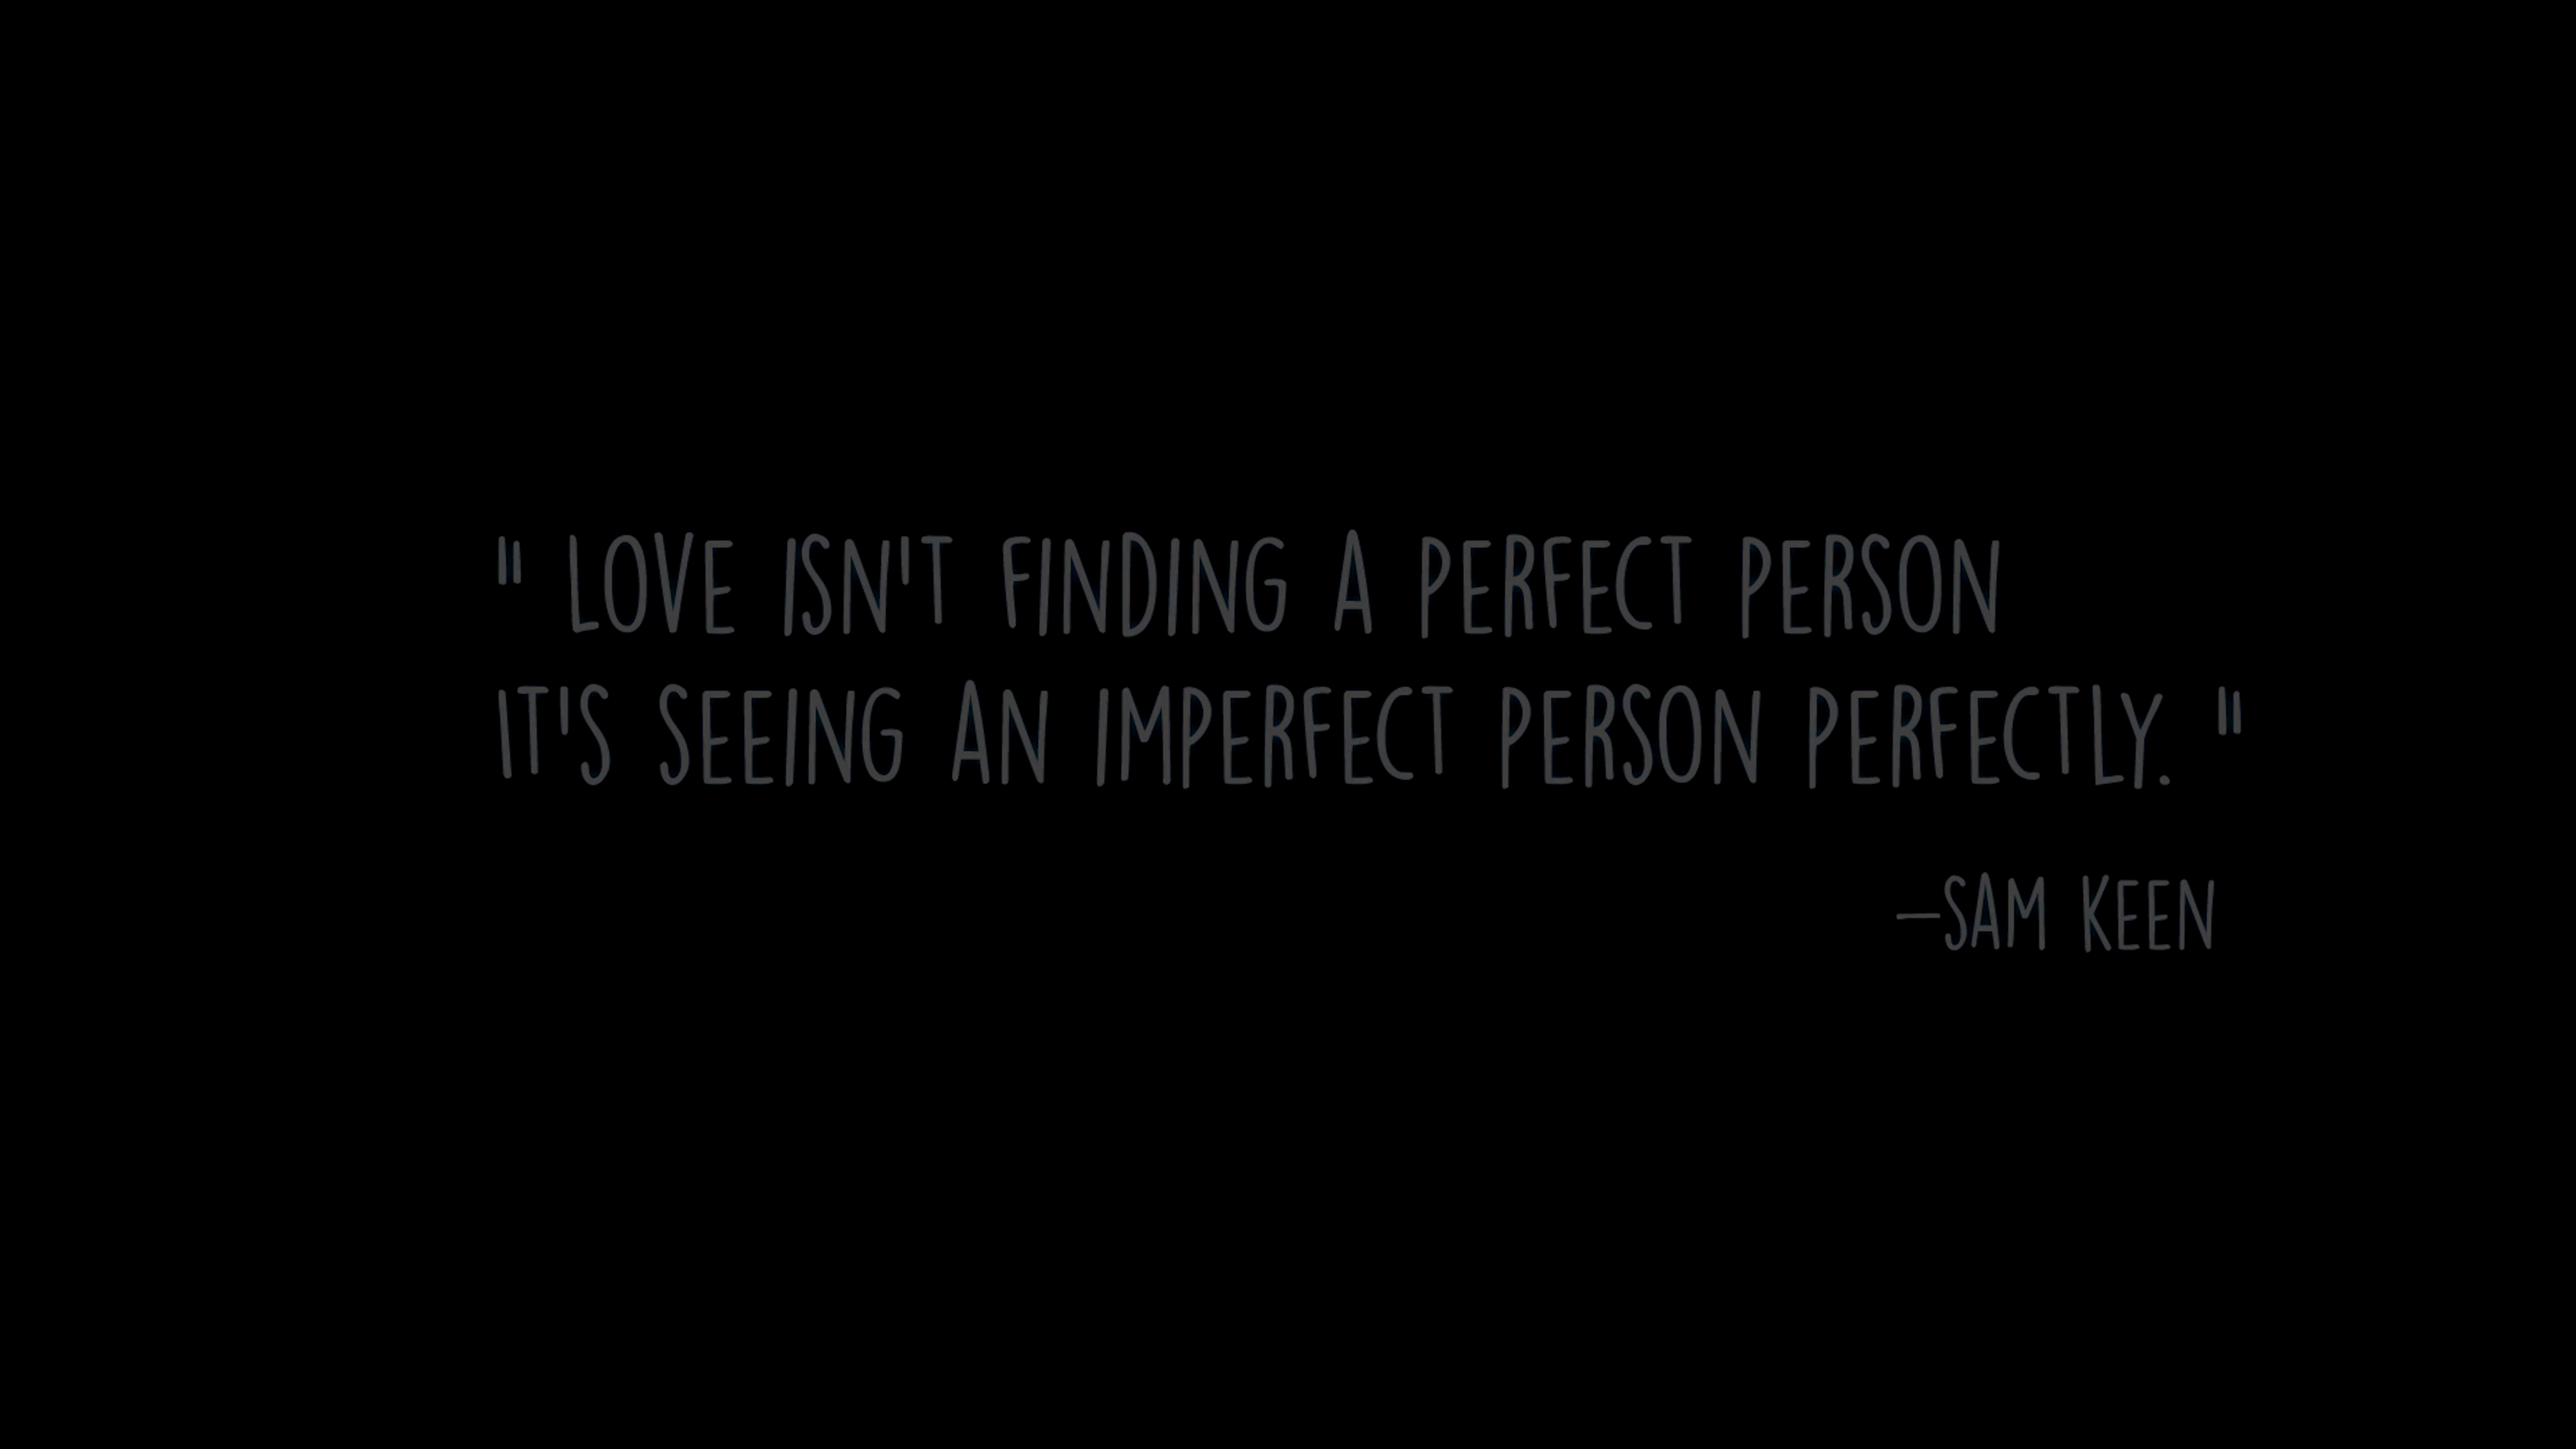 " LOVE ISN'T FINDING A PERFECT PERSON
IT'S SEEING AN IMPERFECT PERSON PERFECTLY. "
—SAM KEEN